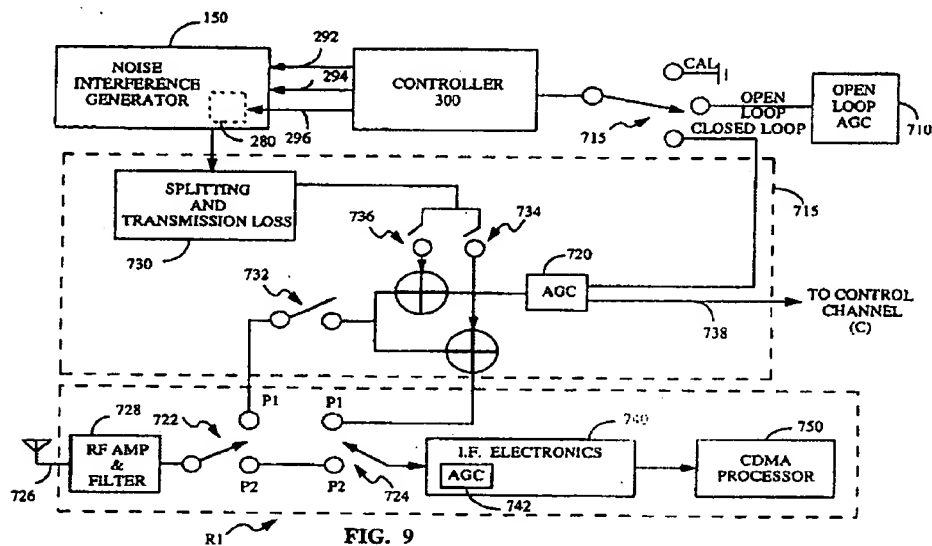 150
292
NOISE
INTERFERENCE
GENERATOR
294
CONTROLLER
300
296
280
CAL
OPEN
LOOP
CLOSED LOOP
715
OPEN
LOOP
AGC
710
SPLITTING
AND
TRANSMISSION LOSS
730
736
734
715
732
720
AGC
738
TO CONTROL
CHANNEL
(C)
728
722
P1
P1
740
750
RF AMP
&
FILTER
I.F. ELECTRONICS
AGC
742
CDMA
PROCESSOR
726
P2
P2
724
R1
FIG. 9